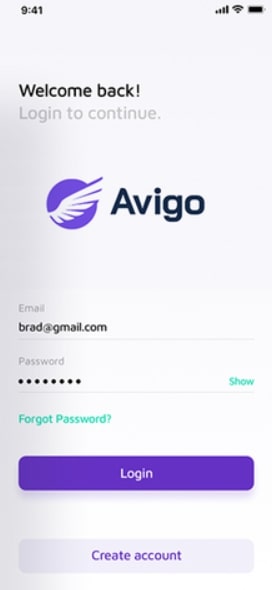 9:41
Welcome back!
Login to continue.
Avigo
Email
brad@gmail.com
Password
•••••••• Show
Forgot Password?
Login
Create account